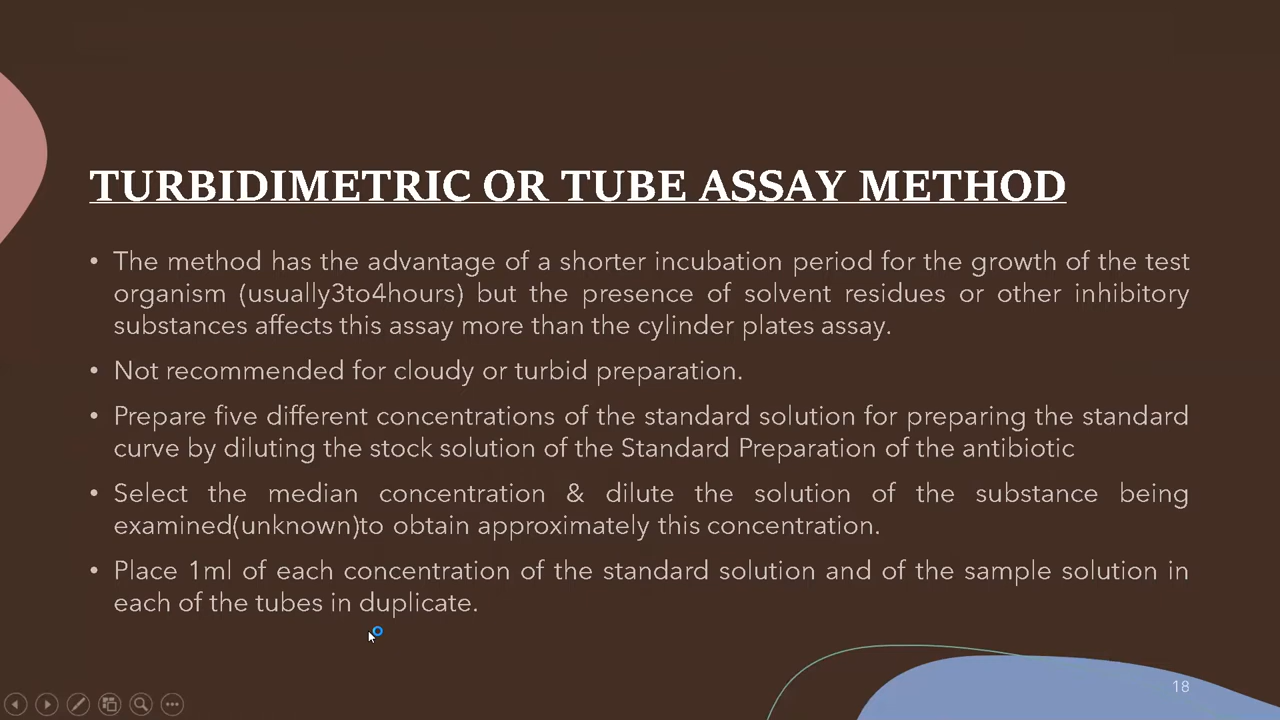 TURBIDIMETRIC OR TUBE ASSAY METHOD
• The method has the advantage of a shorter incubation period for the growth of the test
organism (usually3to4hours) but the presence of solvent residues or other inhibitory
substances affects this assay more than the cylinder plates assay.
• Not recommended for cloudy or turbid preparation.
• Prepare five different concentrations of the standard solution for preparing the standard
curve by diluting the stock solution of the Standard Preparation of the antibiotic
• Select the median concentration & dilute the solution of the substance being
examined(unknown)to obtain approximately this concentration.
• Place 1ml of each concentration of the standard solution and of the sample solution in
each of the tubes in duplicate.
18